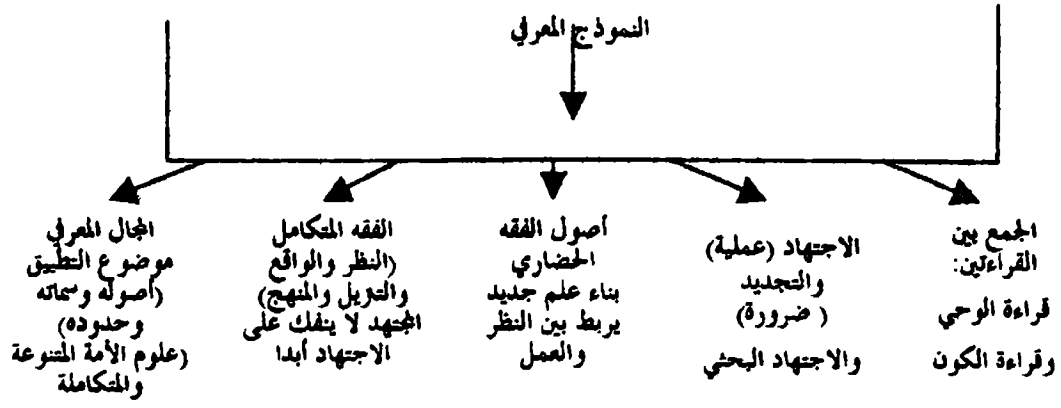 النموذج المعرفي
الجمع بين
القراءتين:
قراءة الوحي
وقراءة الكون
الاجتهاد (عملية)
والتجديد
( ضرورة)
والاجتهاد البحثي
أصول الفقه
الحضاري
بناء علم جديد
يربط بين النظر
والعمل
الفقه المتكامل
(النظر والواقع
والتنزيل والمنهج)
المجتهد لا ينفك على
الاجتهاد أبدا
المجال المعرفي
موضوع التطبيق
(أصوله وسماته
وحدوده)
(علوم الأمة المتنوعة
والمتكاملة